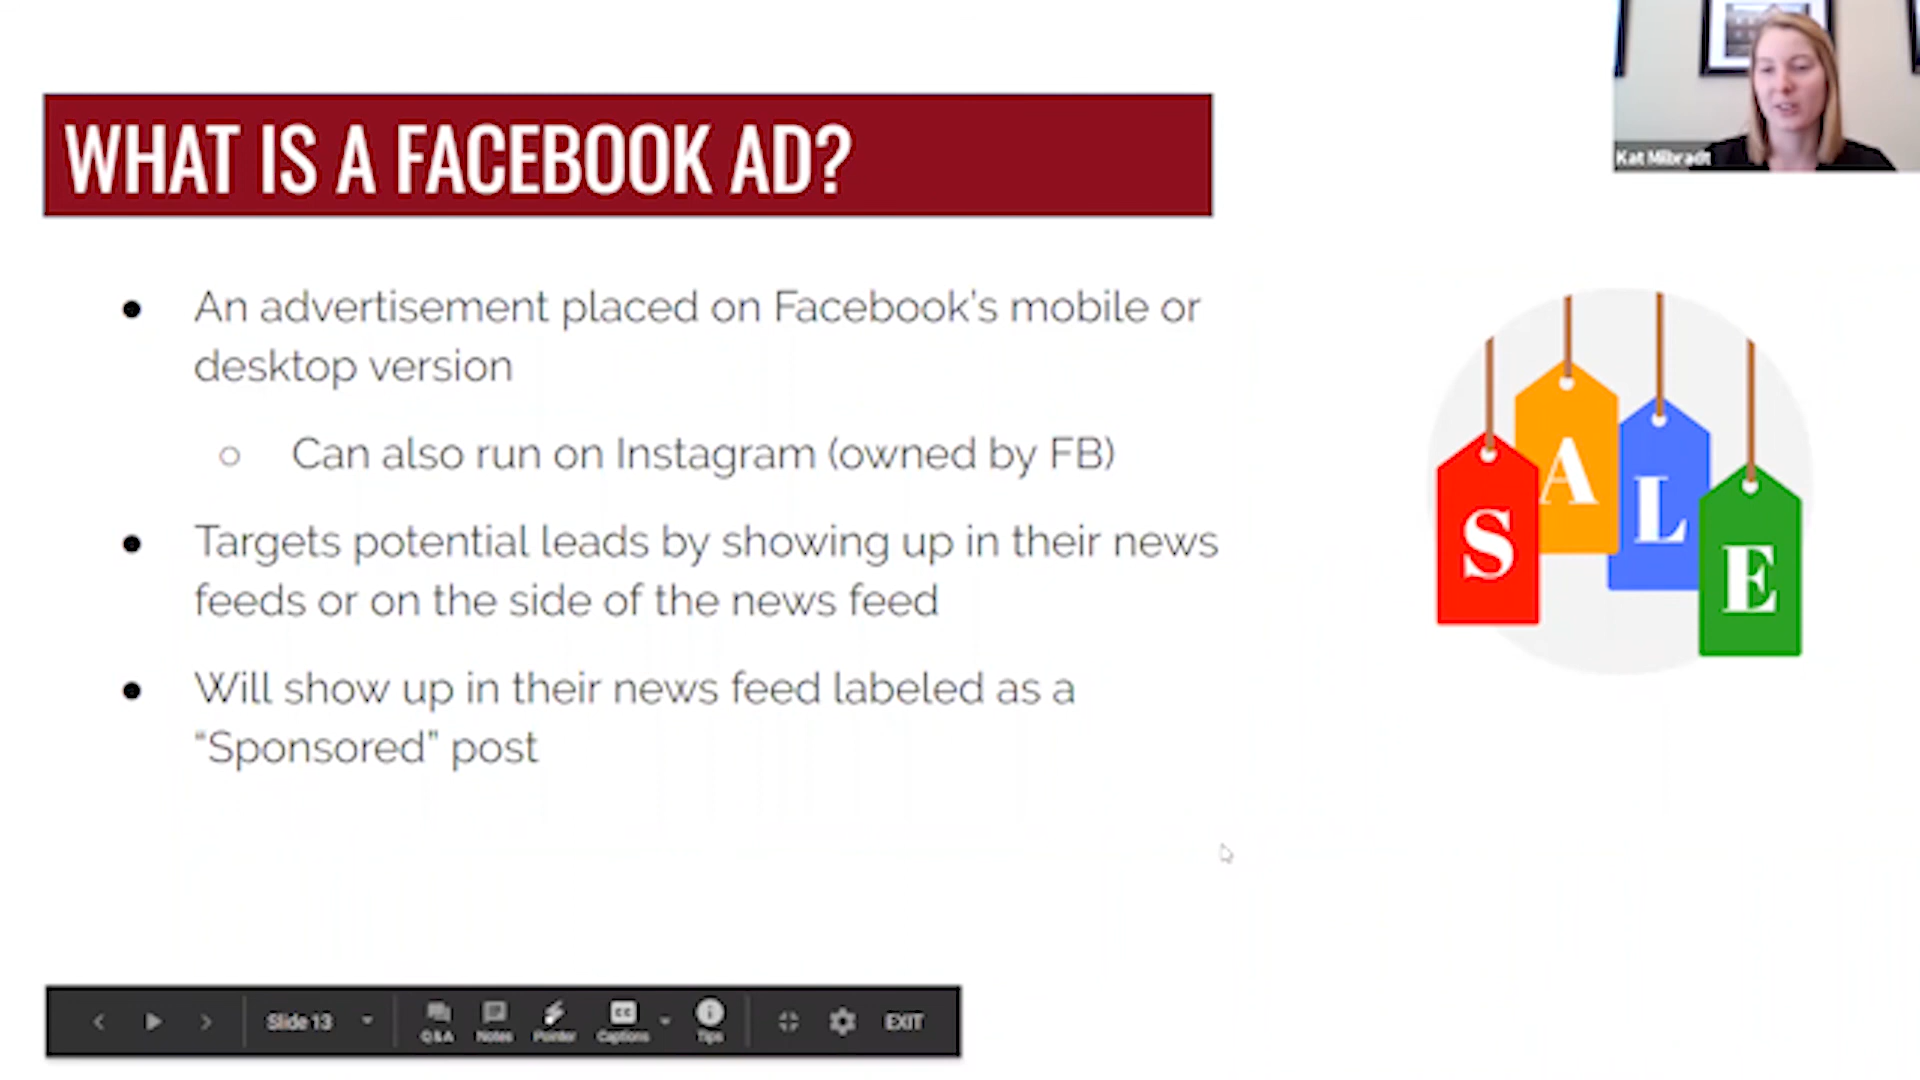 WHAT IS A FACEBOOK AD?
Kat Milbradt
● An advertisement placed on Facebook's mobile or
desktop version
○ Can also run on Instagram (owned by FB)
● Targets potential leads by showing up in their news
feeds or on the side of the news feed
● Will show up in their news feed labeled as a
“Sponsored” post
S A L E
Slide 13 Q&A Notes Pointer Captions Tips EXIT